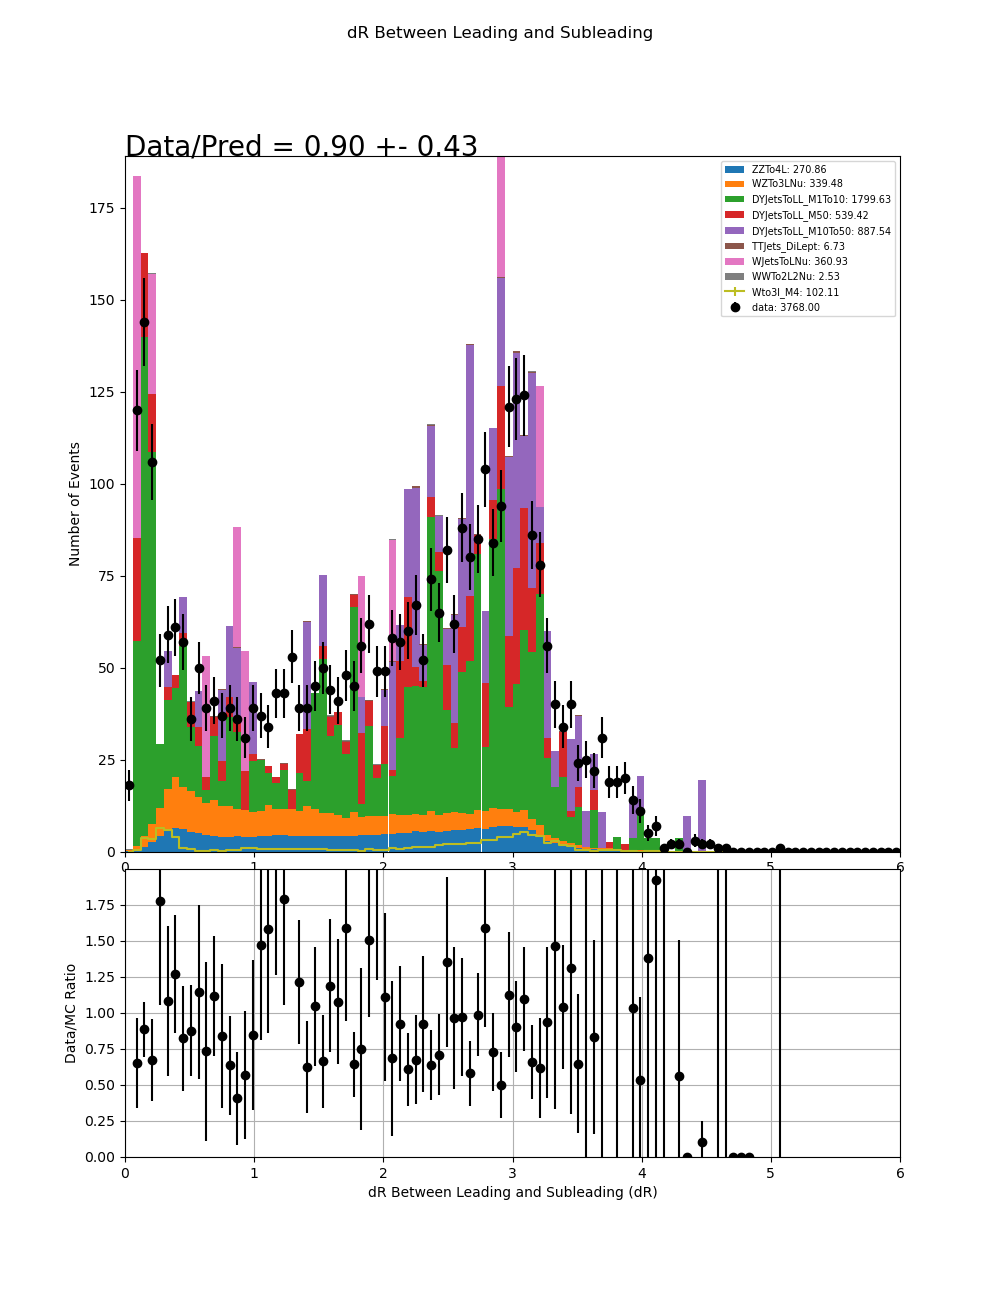 dR Between Leading and Subleading
Data/Pred = 0.90 +- 0.43
175
150
125
100
75
50
25
0
Number of Events
ZZTo4L: 270.86
WZTo3LNu: 339.48
DYJetsToLL_M1To10: 1799.63
DYJetsToLL_M50: 539.42
DYJetsToLL_M10To50: 887.54
TTJets_DiLept: 6.73
WJetsToLNu: 360.93
WWTo2L2Nu: 2.53
Wto3l_M4: 102.11
data: 3768.00
0 1 2 3 4 5 6
1.75
1.50
1.25
1.00
0.75
0.50
0.25
0.00
Data/MC Ratio
0 1 2 3 4 5 6
dR Between Leading and Subleading (dR)